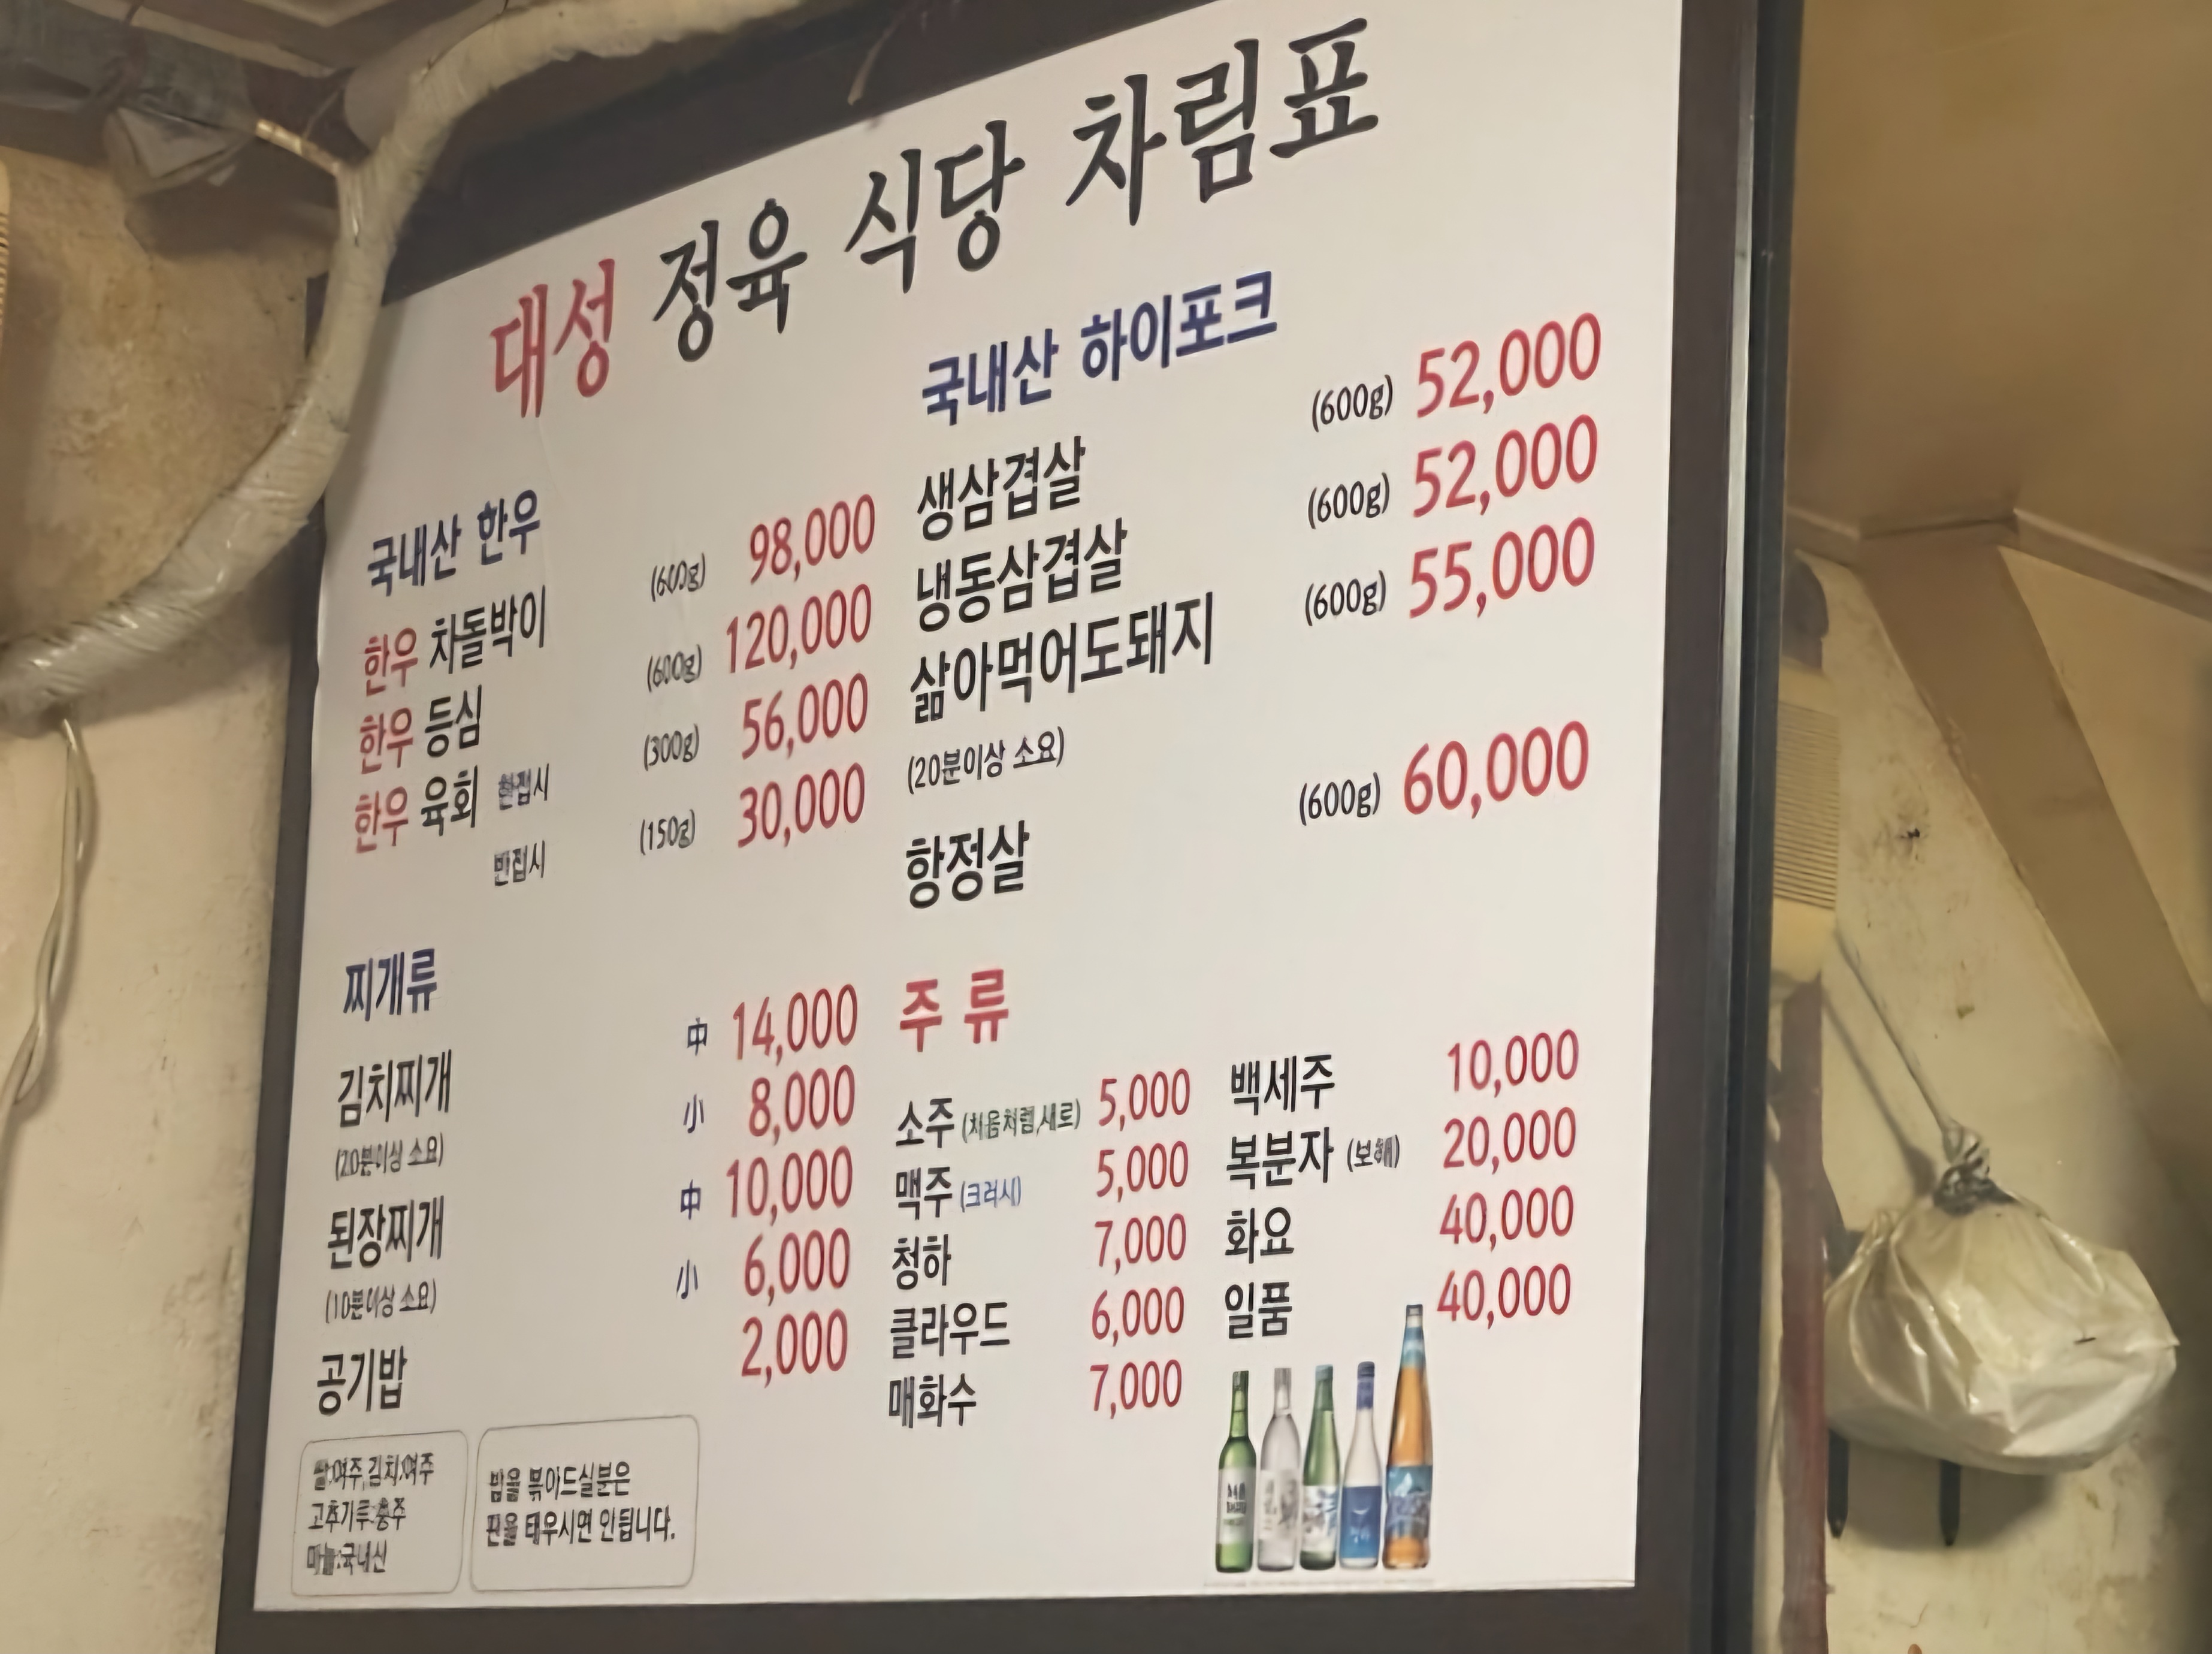 대성 정육 식당 차림표
국내산 한우
한우 차돌박이 (600g) 98,000
한우 등심 (600g) 120,000
한우 육회 한접시 (300g) 56,000
반접시 (150g) 30,000
찌개류
김치찌개 中 14,000
(20분이상 소요) 小 8,000
된장찌개 中 10,000
(10분이상 소요) 小 6,000
공기밥 2,000
쌀:여주,김치:여주
고추가루:충주
마늘:국내산
밥을 볶아드실분은
판을 태우시면 안됩니다.
국내산 하이포크
생삼겹살 (600g) 52,000
냉동삼겹살 (600g) 52,000
삶아먹어도돼지 (600g) 55,000
(20분이상 소요)
항정살 (600g) 60,000
주 류
소주 (처음처럼,새로) 5,000
맥주 (크러시) 5,000
청하 7,000
클라우드 6,000
매화수 7,000
백세주 10,000
복분자 (보해) 20,000
화요 40,000
일품 40,000